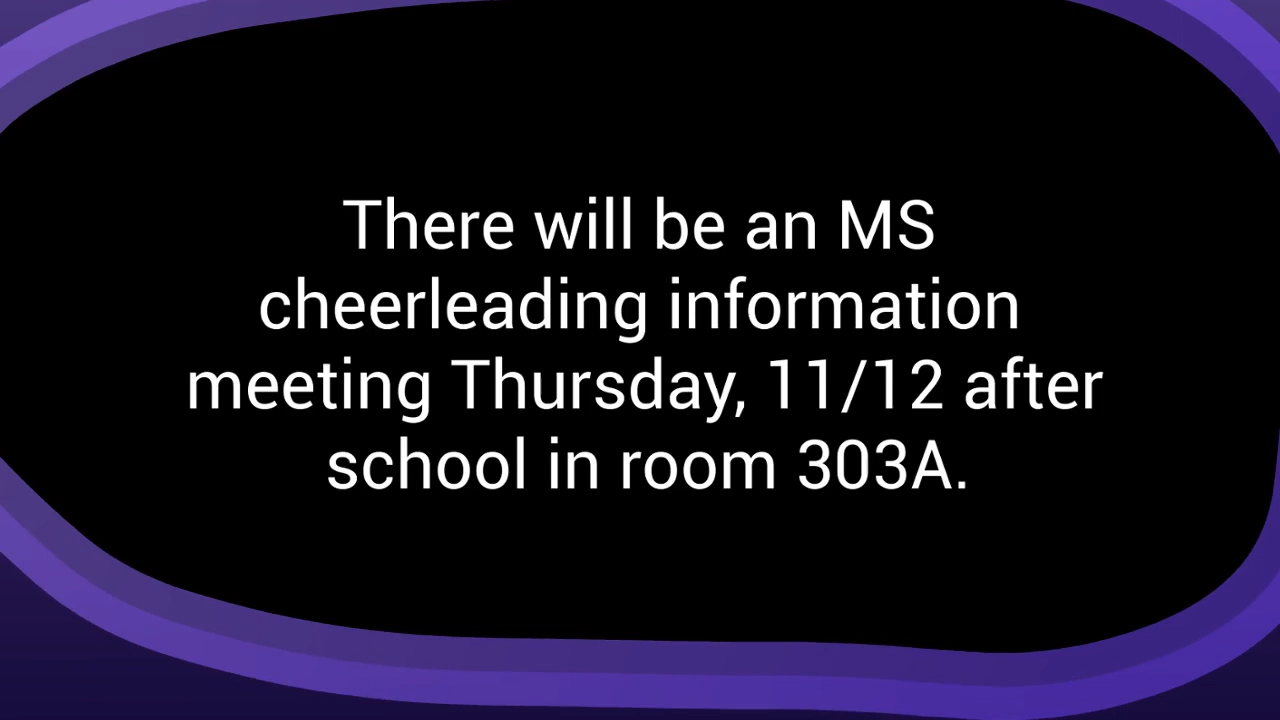 There will be an MS
cheerleading information
meeting Thursday, 11/12 after
school in room 303A.